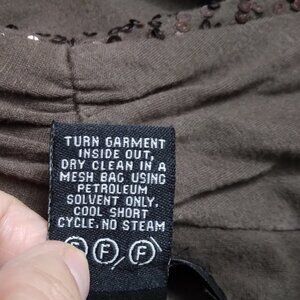 TURN GARMENT
INSIDE OUT,
DRY CLEAN IN A
MESH BAG USING
PETROLEUM
SOLVENT ONLY.
COOL SHORT
CYCLE. NO STEAM
F F F